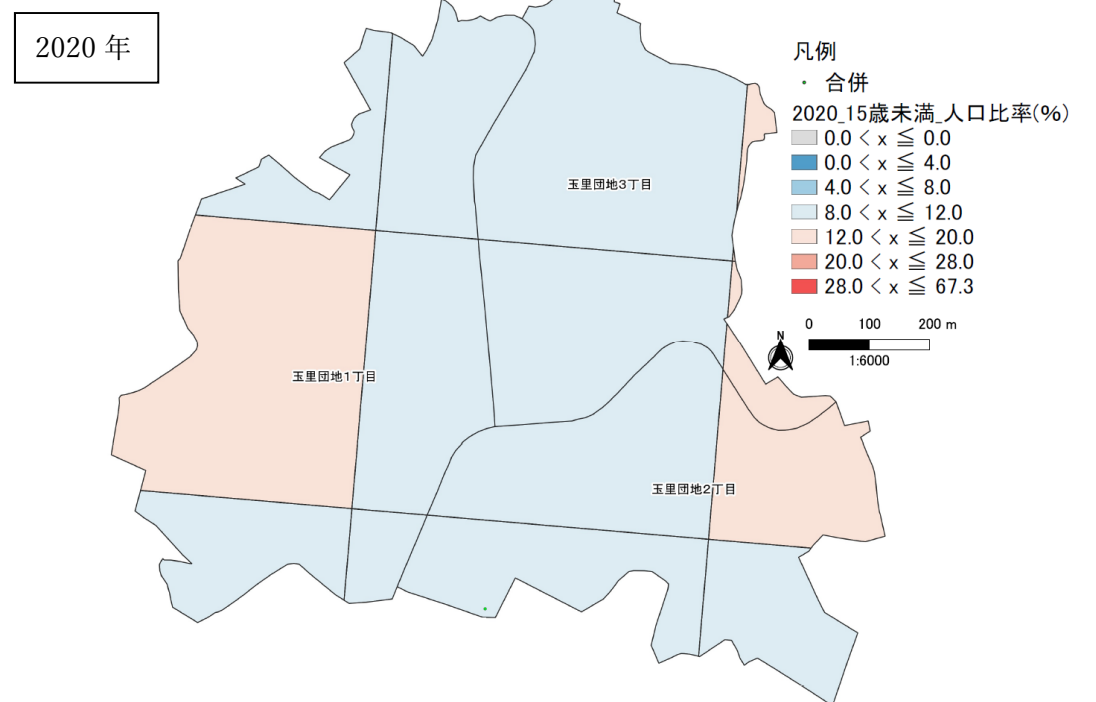 2020 年
凡例
合併
2020_15歳未満_人口比率(%)
0.0 < x ≦ 0.0
0.0 < x ≦ 4.0
4.0 < x ≦ 8.0
8.0 < x ≦ 12.0
12.0 < x ≦ 20.0
20.0 < x ≦ 28.0
28.0 < x ≦ 67.3
0 100 200 m
1:6000
N
玉里団地3丁目
玉里団地1丁目
玉里団地2丁目